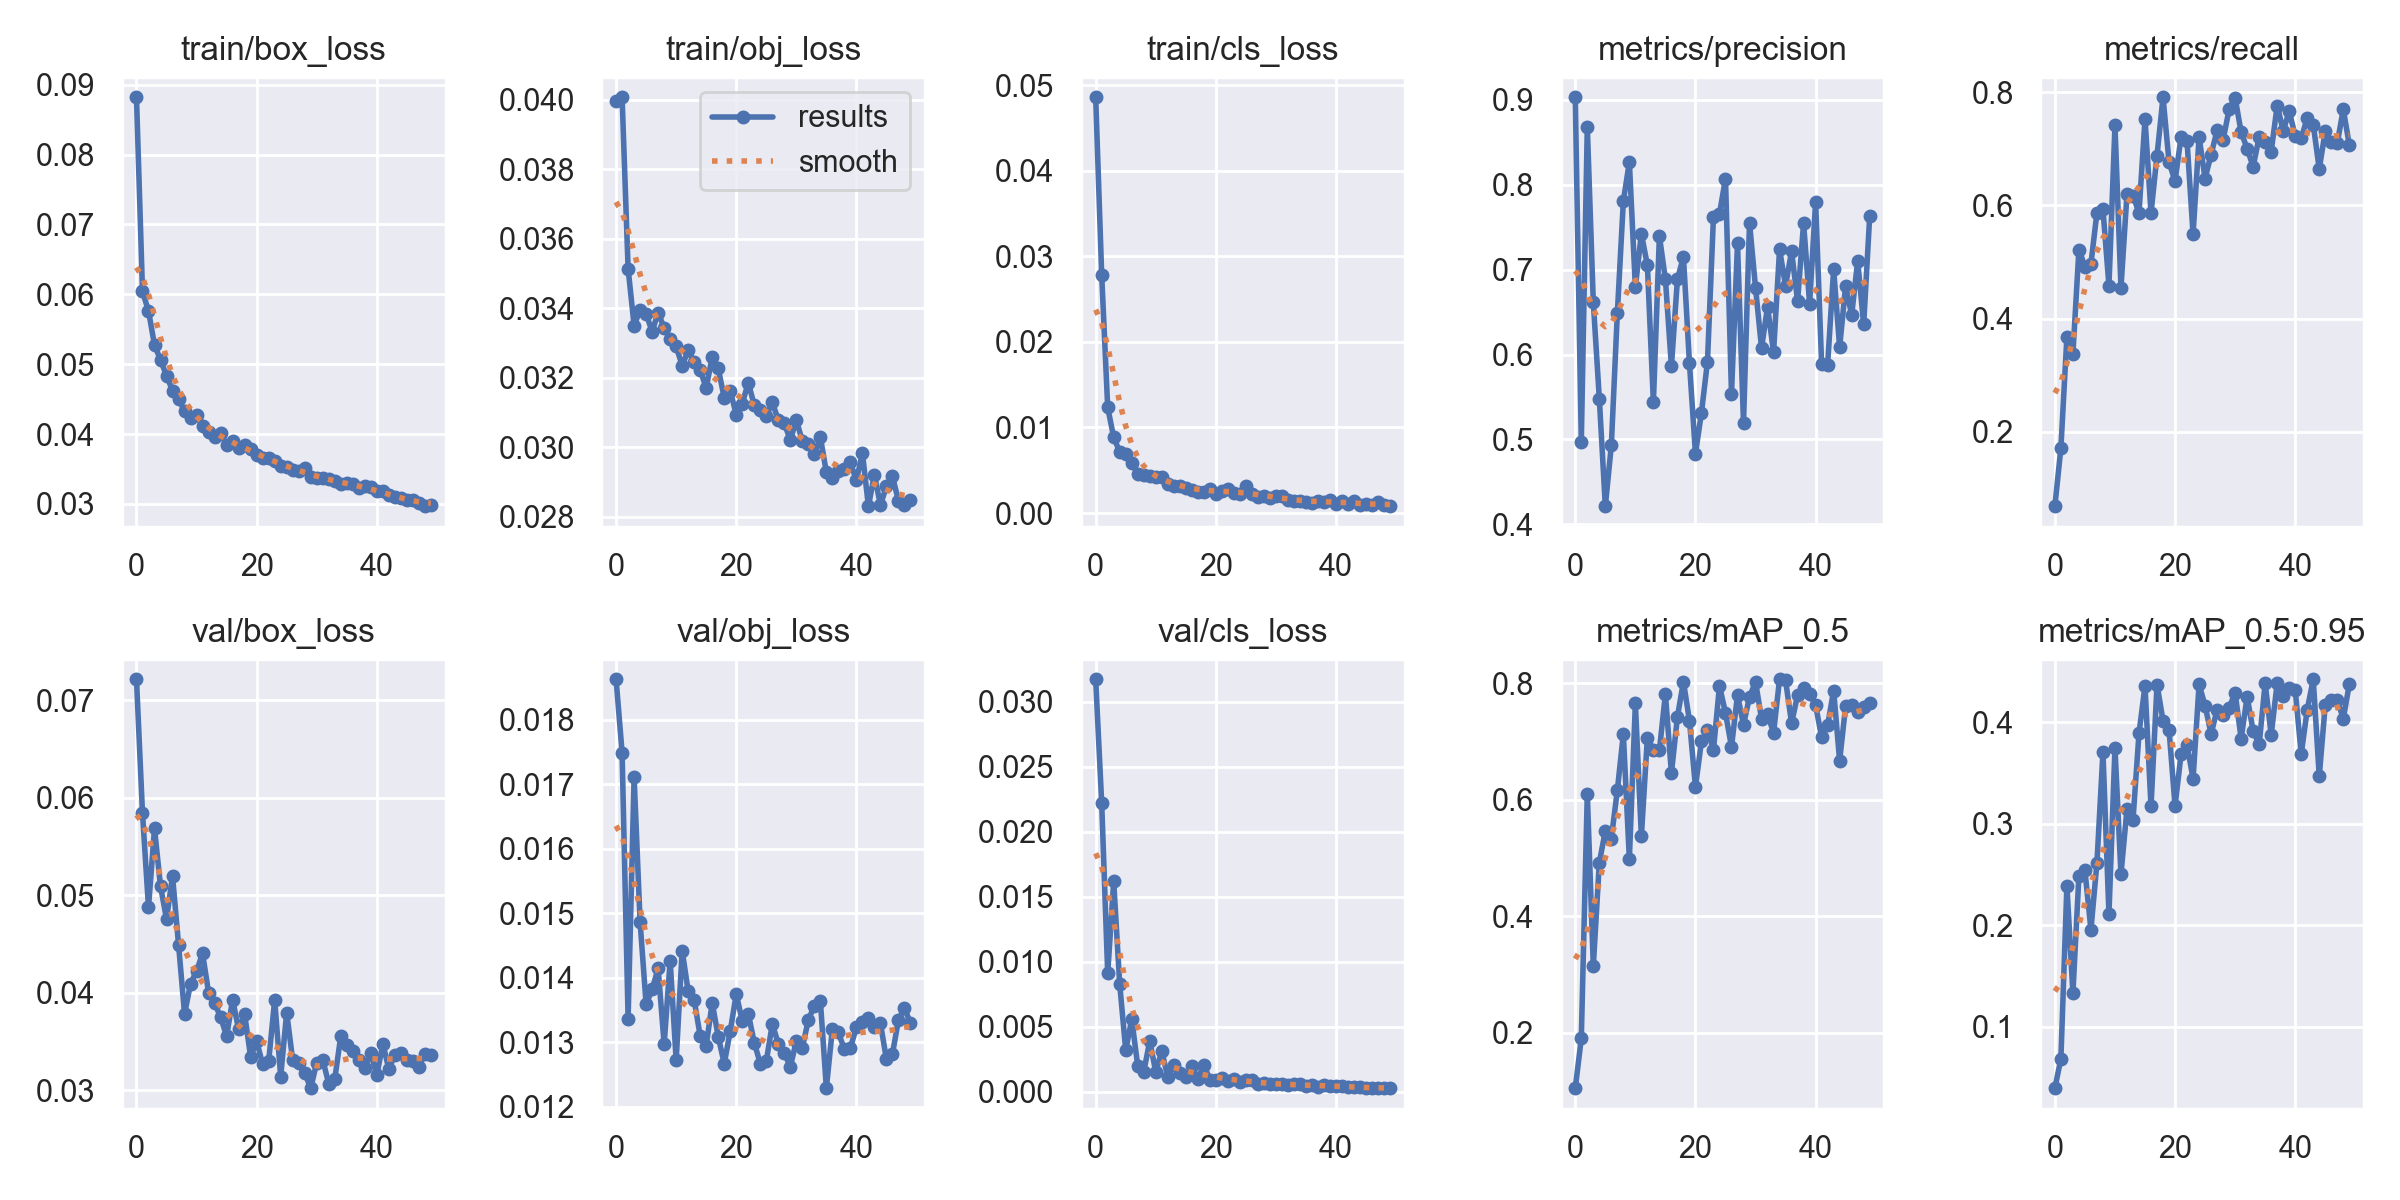 train/box_loss
0.09
0.08
0.07
0.06
0.05
0.04
0.03
0 20 40
train/obj_loss
results
smooth
0.040
0.038
0.036
0.034
0.032
0.030
0.028
0 20 40
train/cls_loss
0.05
0.04
0.03
0.02
0.01
0.00
0 20 40
metrics/precision
0.9
0.8
0.7
0.6
0.5
0.4
0 20 40
metrics/recall
0.8
0.6
0.4
0.2
0 20 40
val/box_loss
0.07
0.06
0.05
0.04
0.03
0 20 40
val/obj_loss
0.018
0.017
0.016
0.015
0.014
0.013
0.012
0 20 40
val/cls_loss
0.030
0.025
0.020
0.015
0.010
0.005
0.000
0 20 40
metrics/mAP_0.5
0.8
0.6
0.4
0.2
0 20 40
metrics/mAP_0.5:0.95
0.4
0.3
0.2
0.1
0 20 40